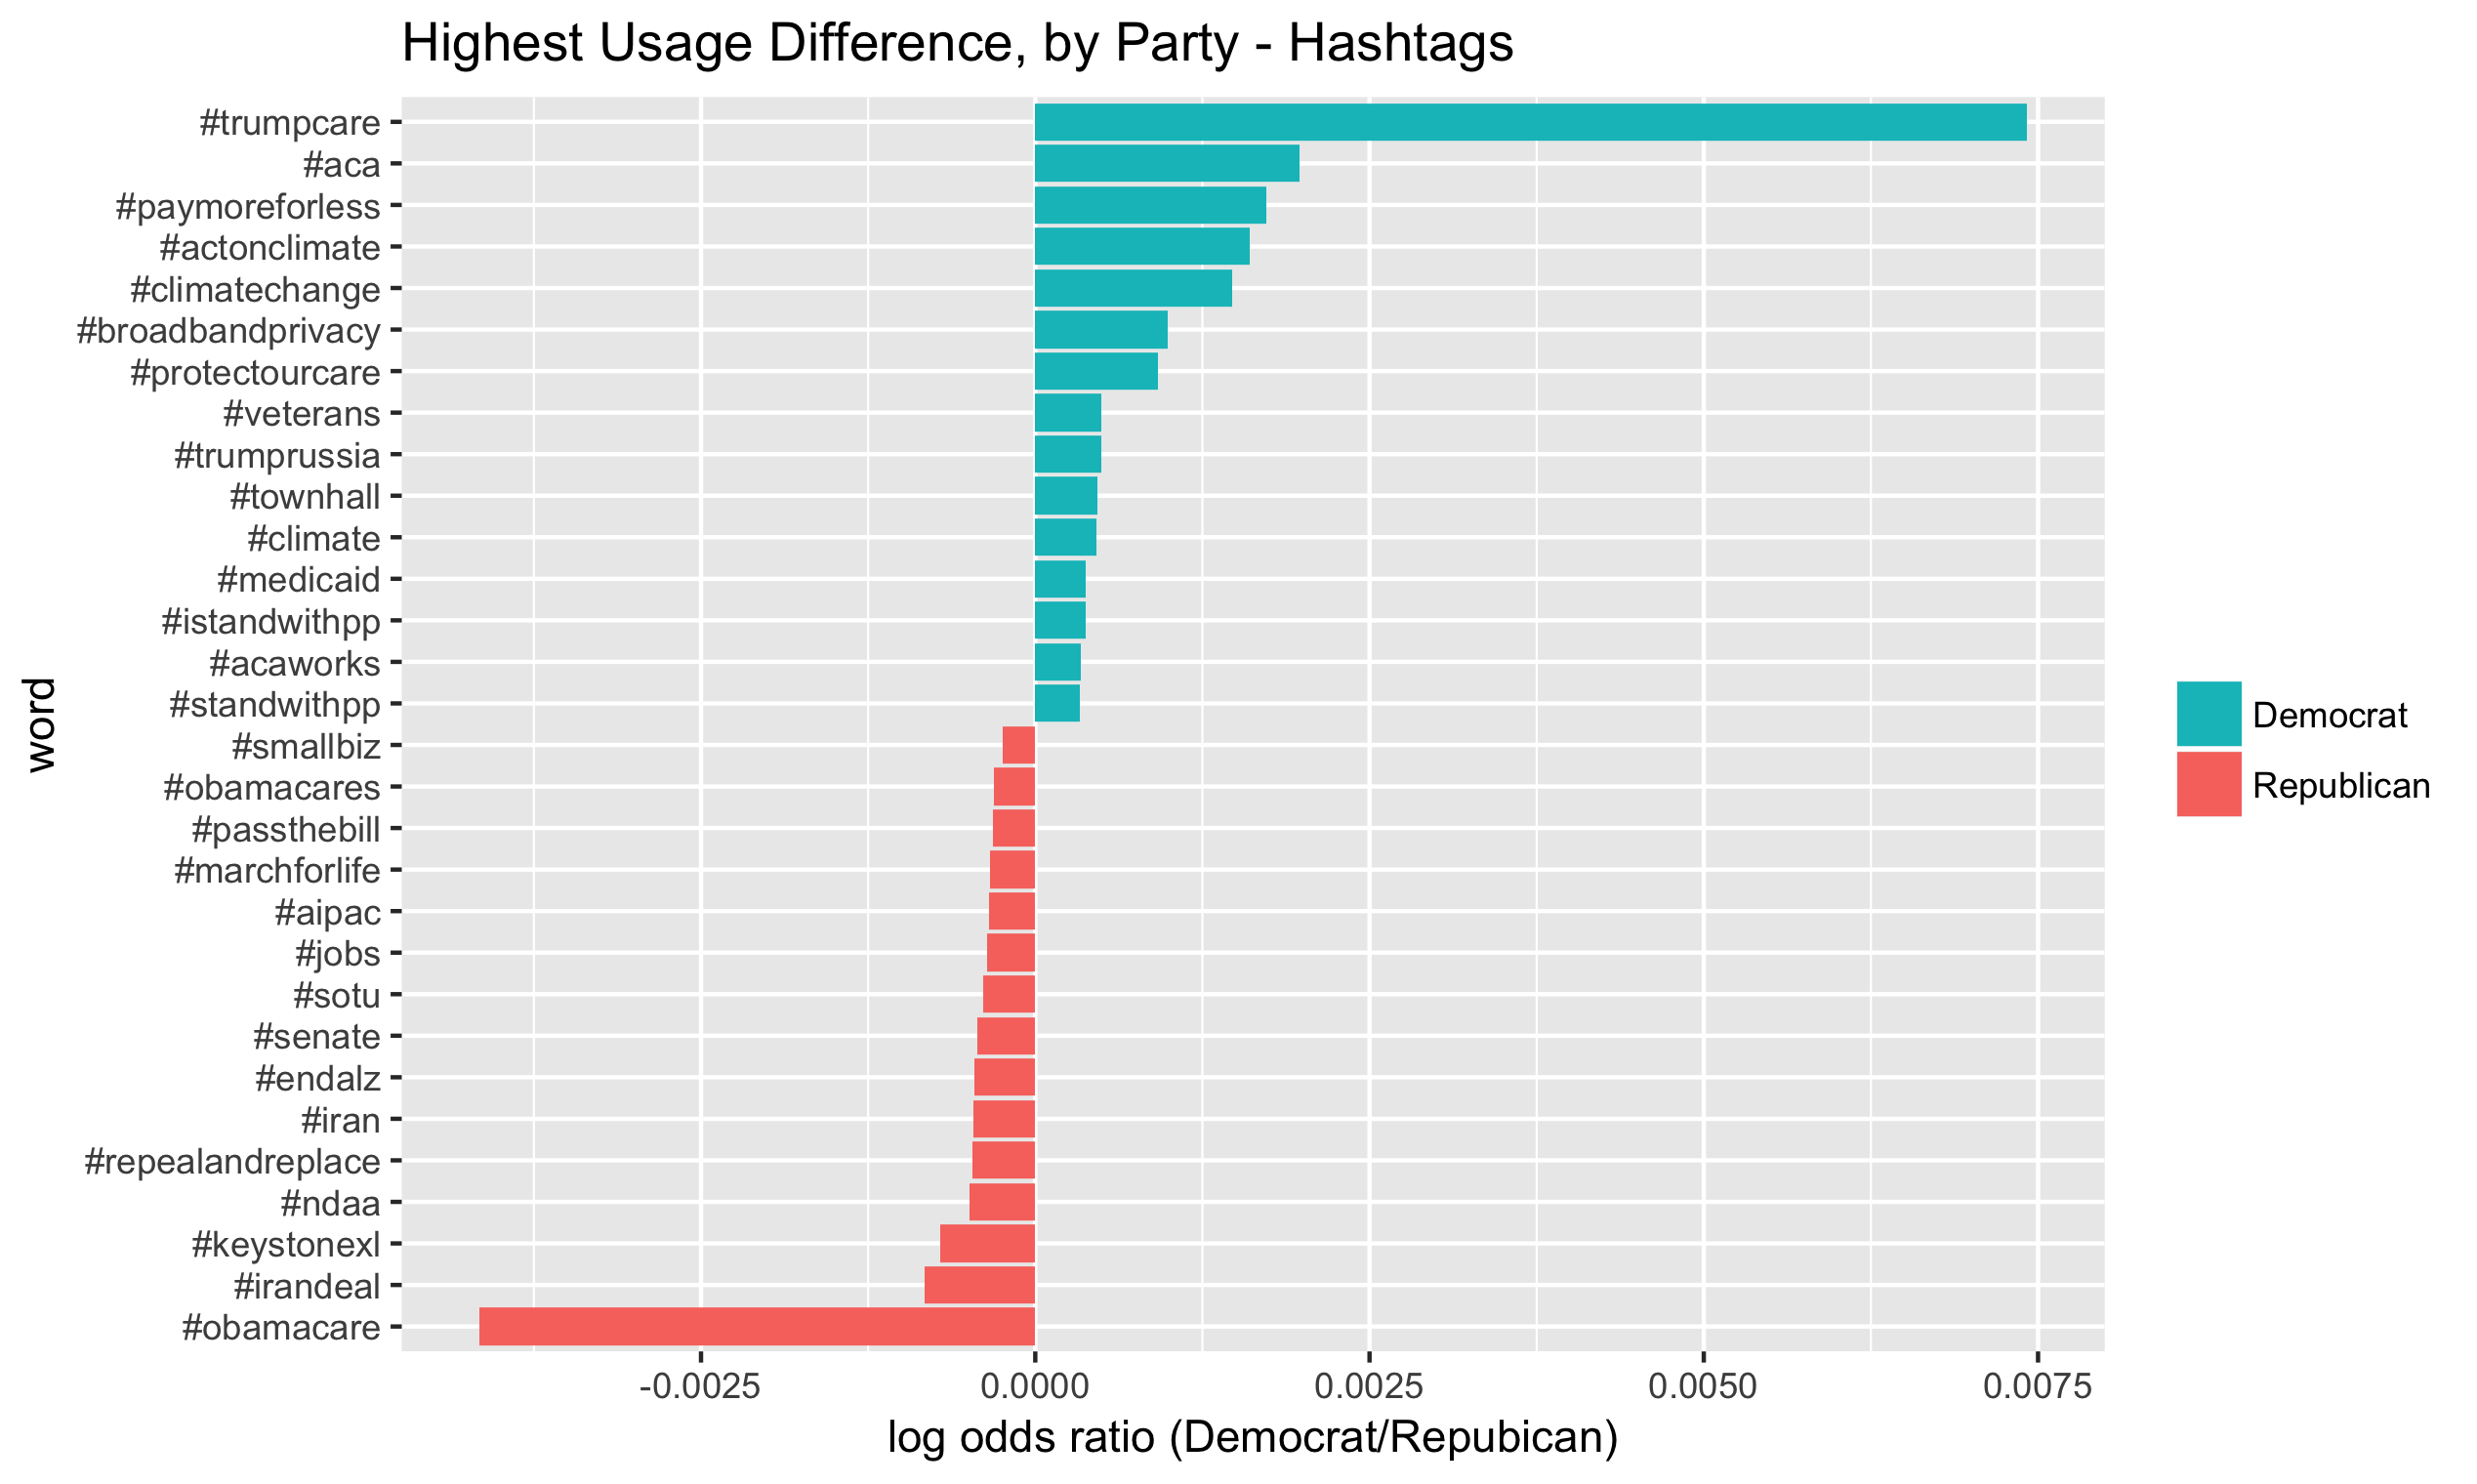 Highest Usage Difference, by Party - Hashtags
#trumpcare
#aca
#paymoreforless
#actonclimate
#climatechange
#broadbandprivacy
#protectourcare
#veterans
#trumprussia
#townhall
#climate
#medicaid
#istandwithpp
#acaworks
#standwithpp
#smallbiz
#obamacares
#passthebill
#marchforlife
#aipac
#jobs
#sotu
#senate
#endalz
#iran
#repealandreplace
#ndaa
#keystonexl
#irandeal
#obamacare
word
-0.0025 0.0000 0.0025 0.0050 0.0075
log odds ratio (Democrat/Repubican)
Democrat
Republican